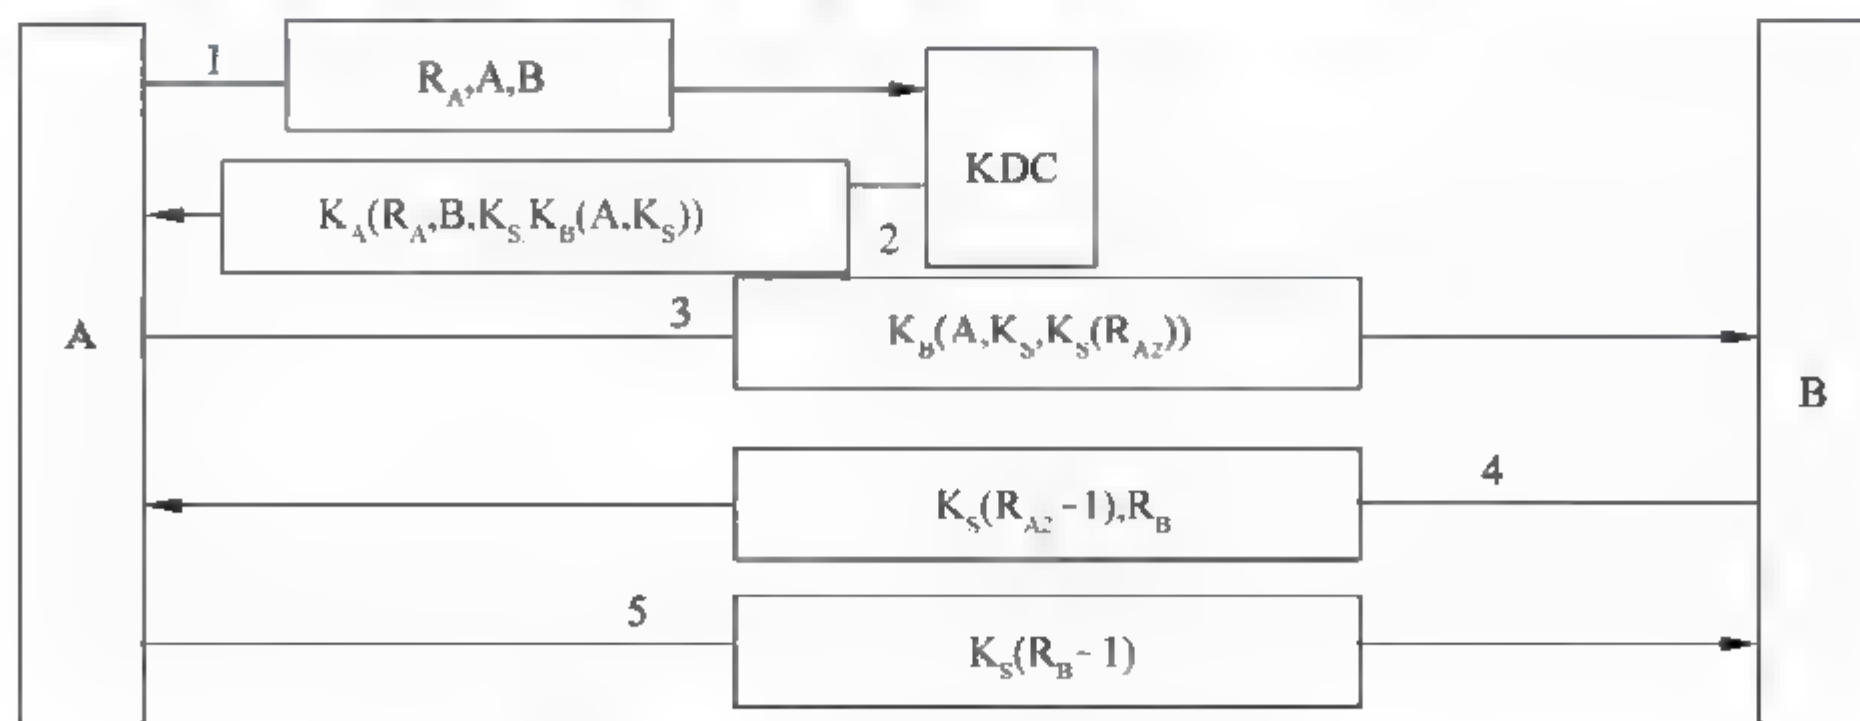 1
R_A,A,B
KDC
K_A(R_A,B,K_S,K_B(A,K_S))
2
A
3
K_B(A,K_S,K_S(R_A2))
B
4
K_S(R_A2-1),R_B
5
K_S(R_B-1)